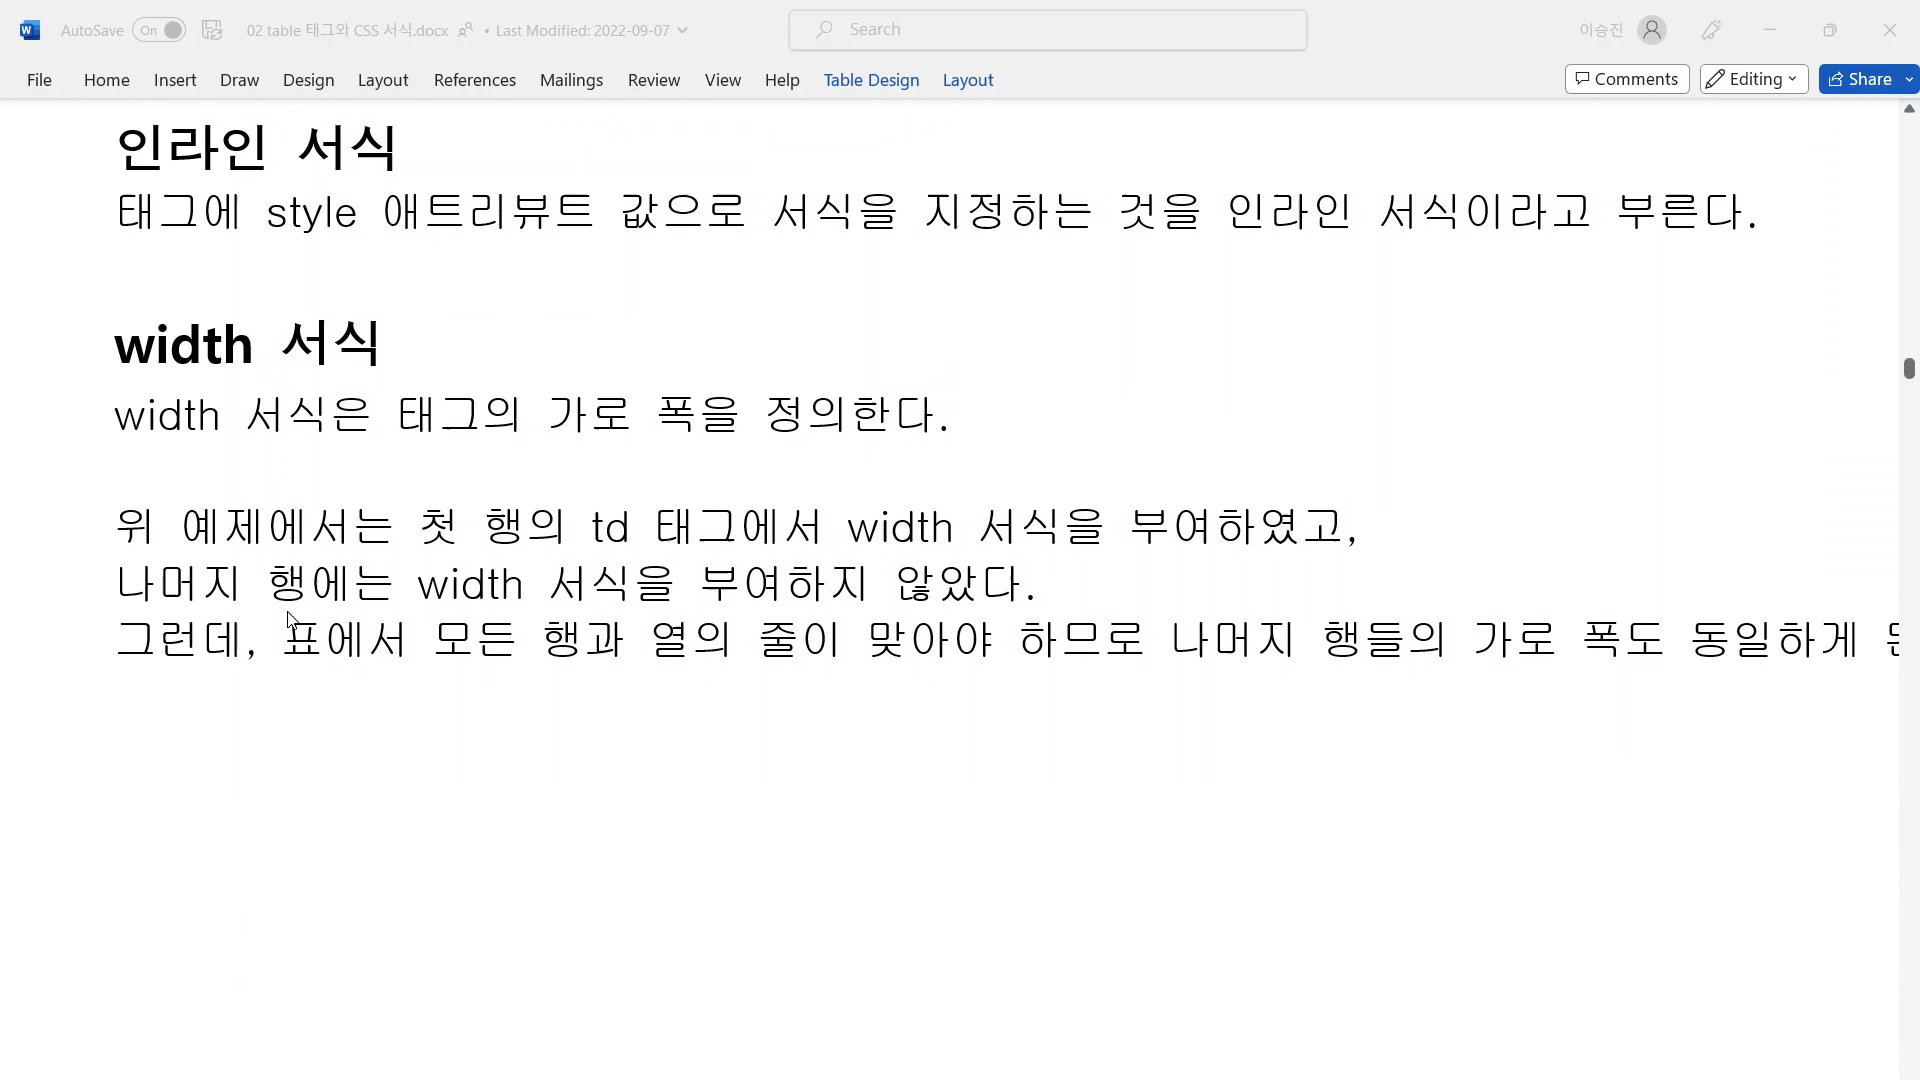 AutoSave On 02 table 태그와 CSS 서식.docx • Last Modified: 2022-09-07 Search 이승진
File Home Insert Draw Design Layout References Mailings Review View Help Table Design Layout Comments Editing Share
인라인 서식
태그에 style 애트리뷰트 값으로 서식을 지정하는 것을 인라인 서식이라고 부른다.
width 서식
width 서식은 태그의 가로 폭을 정의한다.
위 예제에서는 첫 행의 td 태그에서 width 서식을 부여하였고,
나머지 행에는 width 서식을 부여하지 않았다.
그런데, 표에서 모든 행과 열의 줄이 맞아야 하므로 나머지 행들의 가로 폭도 동일하게